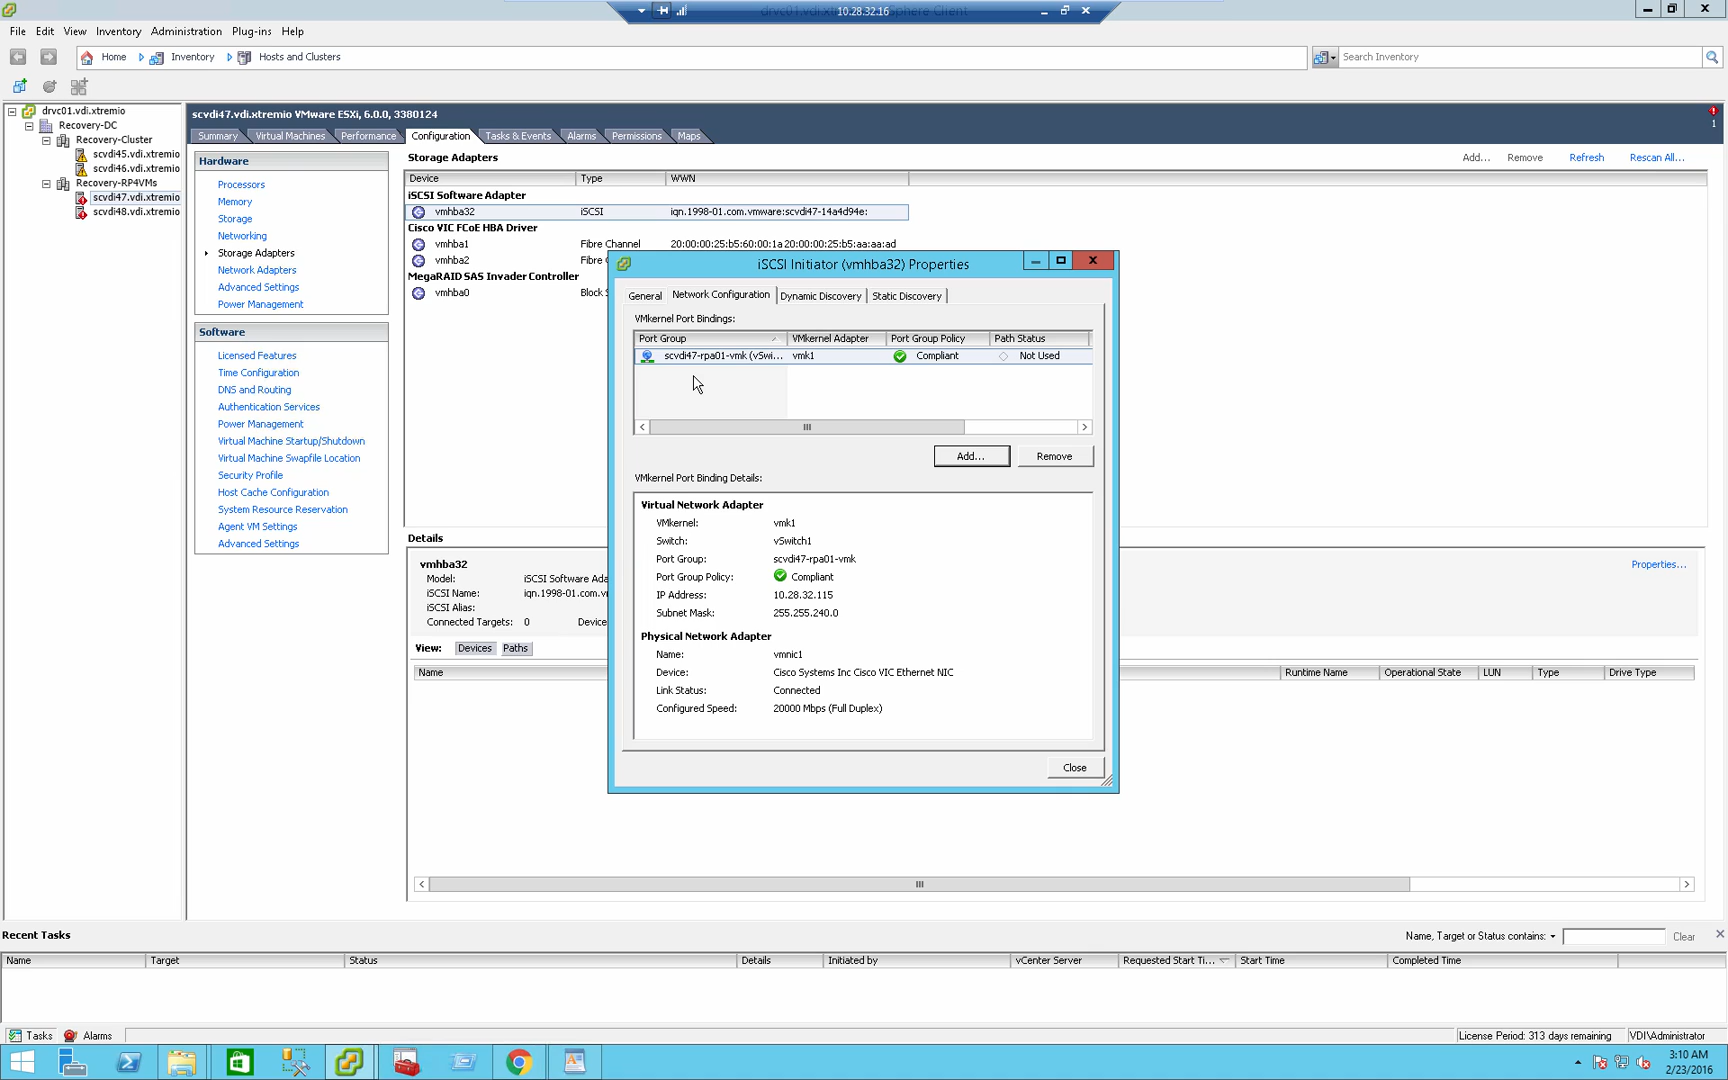 drvc01.vdi.xt
10.28.32.16
Sphere Client
File Edit View Inventory Administration Plug-ins Help
Home Inventory Hosts and Clusters
Search Inventory
drvc01.vdi.xtremio
Recovery-DC
Recovery-Cluster
scvdi45.vdi.xtremio
scvdi46.vdi.xtremio
Recovery-RP4VMs
scvdi47.vdi.xtremio
scvdi48.vdi.xtremio
scvdi47.vdi.xtremio VMware ESXi, 6.0.0, 3380124
1
Summary Virtual Machines Performance Configuration Tasks & Events Alarms Permissions Maps
Hardware
Processors
Memory
Storage
Networking
Storage Adapters
Network Adapters
Advanced Settings
Power Management
Software
Licensed Features
Time Configuration
DNS and Routing
Authentication Services
Power Management
Virtual Machine Startup/Shutdown
Virtual Machine Swapfile Location
Security Profile
Host Cache Configuration
System Resource Reservation
Agent VM Settings
Advanced Settings
Storage Adapters
Add... Remove Refresh Rescan All...
Device Type WWN
iSCSI Software Adapter
vmhba32 iSCSI iqn.1998-01.com.vmware:scvdi47-14a4d94e:
Cisco VIC FCoE HBA Driver
vmhba1 Fibre Channel 20:00:00:25:b5:60:00:1a 20:00:00:25:b5:aa:aa:ad
vmhba2 Fibre C
MegaRAID SAS Invader Controller
vmhba0 Block S
iSCSI Initiator (vmhba32) Properties
General Network Configuration Dynamic Discovery Static Discovery
VMkernel Port Bindings:
Port Group VMkernel Adapter Port Group Policy Path Status
scvdi47-rpa01-vmk (vSwi... vmk1 Compliant Not Used
Add... Remove
VMkernel Port Binding Details:
Virtual Network Adapter
VMkernel: vmk1
Switch: vSwitch1
Port Group: scvdi47-rpa01-vmk
Port Group Policy: Compliant
IP Address: 10.28.32.115
Subnet Mask: 255.255.240.0
Physical Network Adapter
Name: vmnic1
Device: Cisco Systems Inc Cisco VIC Ethernet NIC
Link Status: Connected
Configured Speed: 20000 Mbps (Full Duplex)
Close
Details
vmhba32
Properties...
Model: iSCSI Software Ada
iSCSI Name: iqn.1998-01.com.v
iSCSI Alias:
Connected Targets: 0 Device
View: Devices Paths
Name Runtime Name Operational State LUN Type Drive Type
Recent Tasks
Name, Target or Status contains: Clear
Name Target Status Details Initiated by vCenter Server Requested Start Ti... Start Time Completed Time
Tasks Alarms
License Period: 313 days remaining VDI\Administrator
3:10 AM
2/23/2016